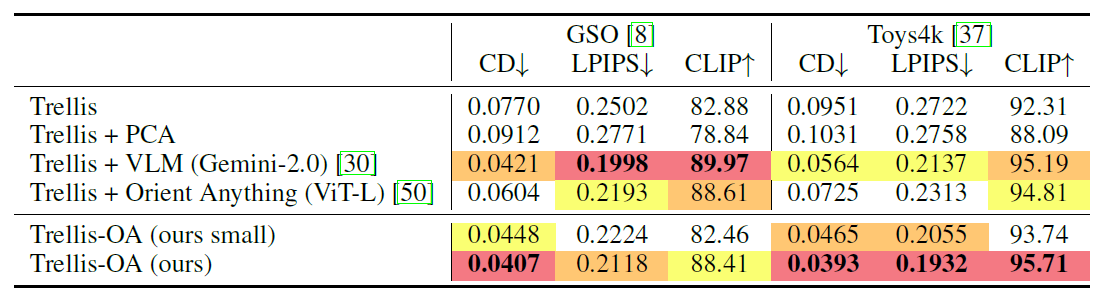 GSO [8] Toys4k [37]
CD↓ LPIPS↓ CLIP↑ CD↓ LPIPS↓ CLIP↑
Trellis 0.0770 0.2502 82.88 0.0951 0.2722 92.31
Trellis + PCA 0.0912 0.2771 78.84 0.1031 0.2758 88.09
Trellis + VLM (Gemini-2.0) [30] 0.0421 0.1998 89.97 0.0564 0.2137 95.19
Trellis + Orient Anything (ViT-L) [50] 0.0604 0.2193 88.61 0.0725 0.2313 94.81
Trellis-OA (ours small) 0.0448 0.2224 82.46 0.0465 0.2055 93.74
Trellis-OA (ours) 0.0407 0.2118 88.41 0.0393 0.1932 95.71